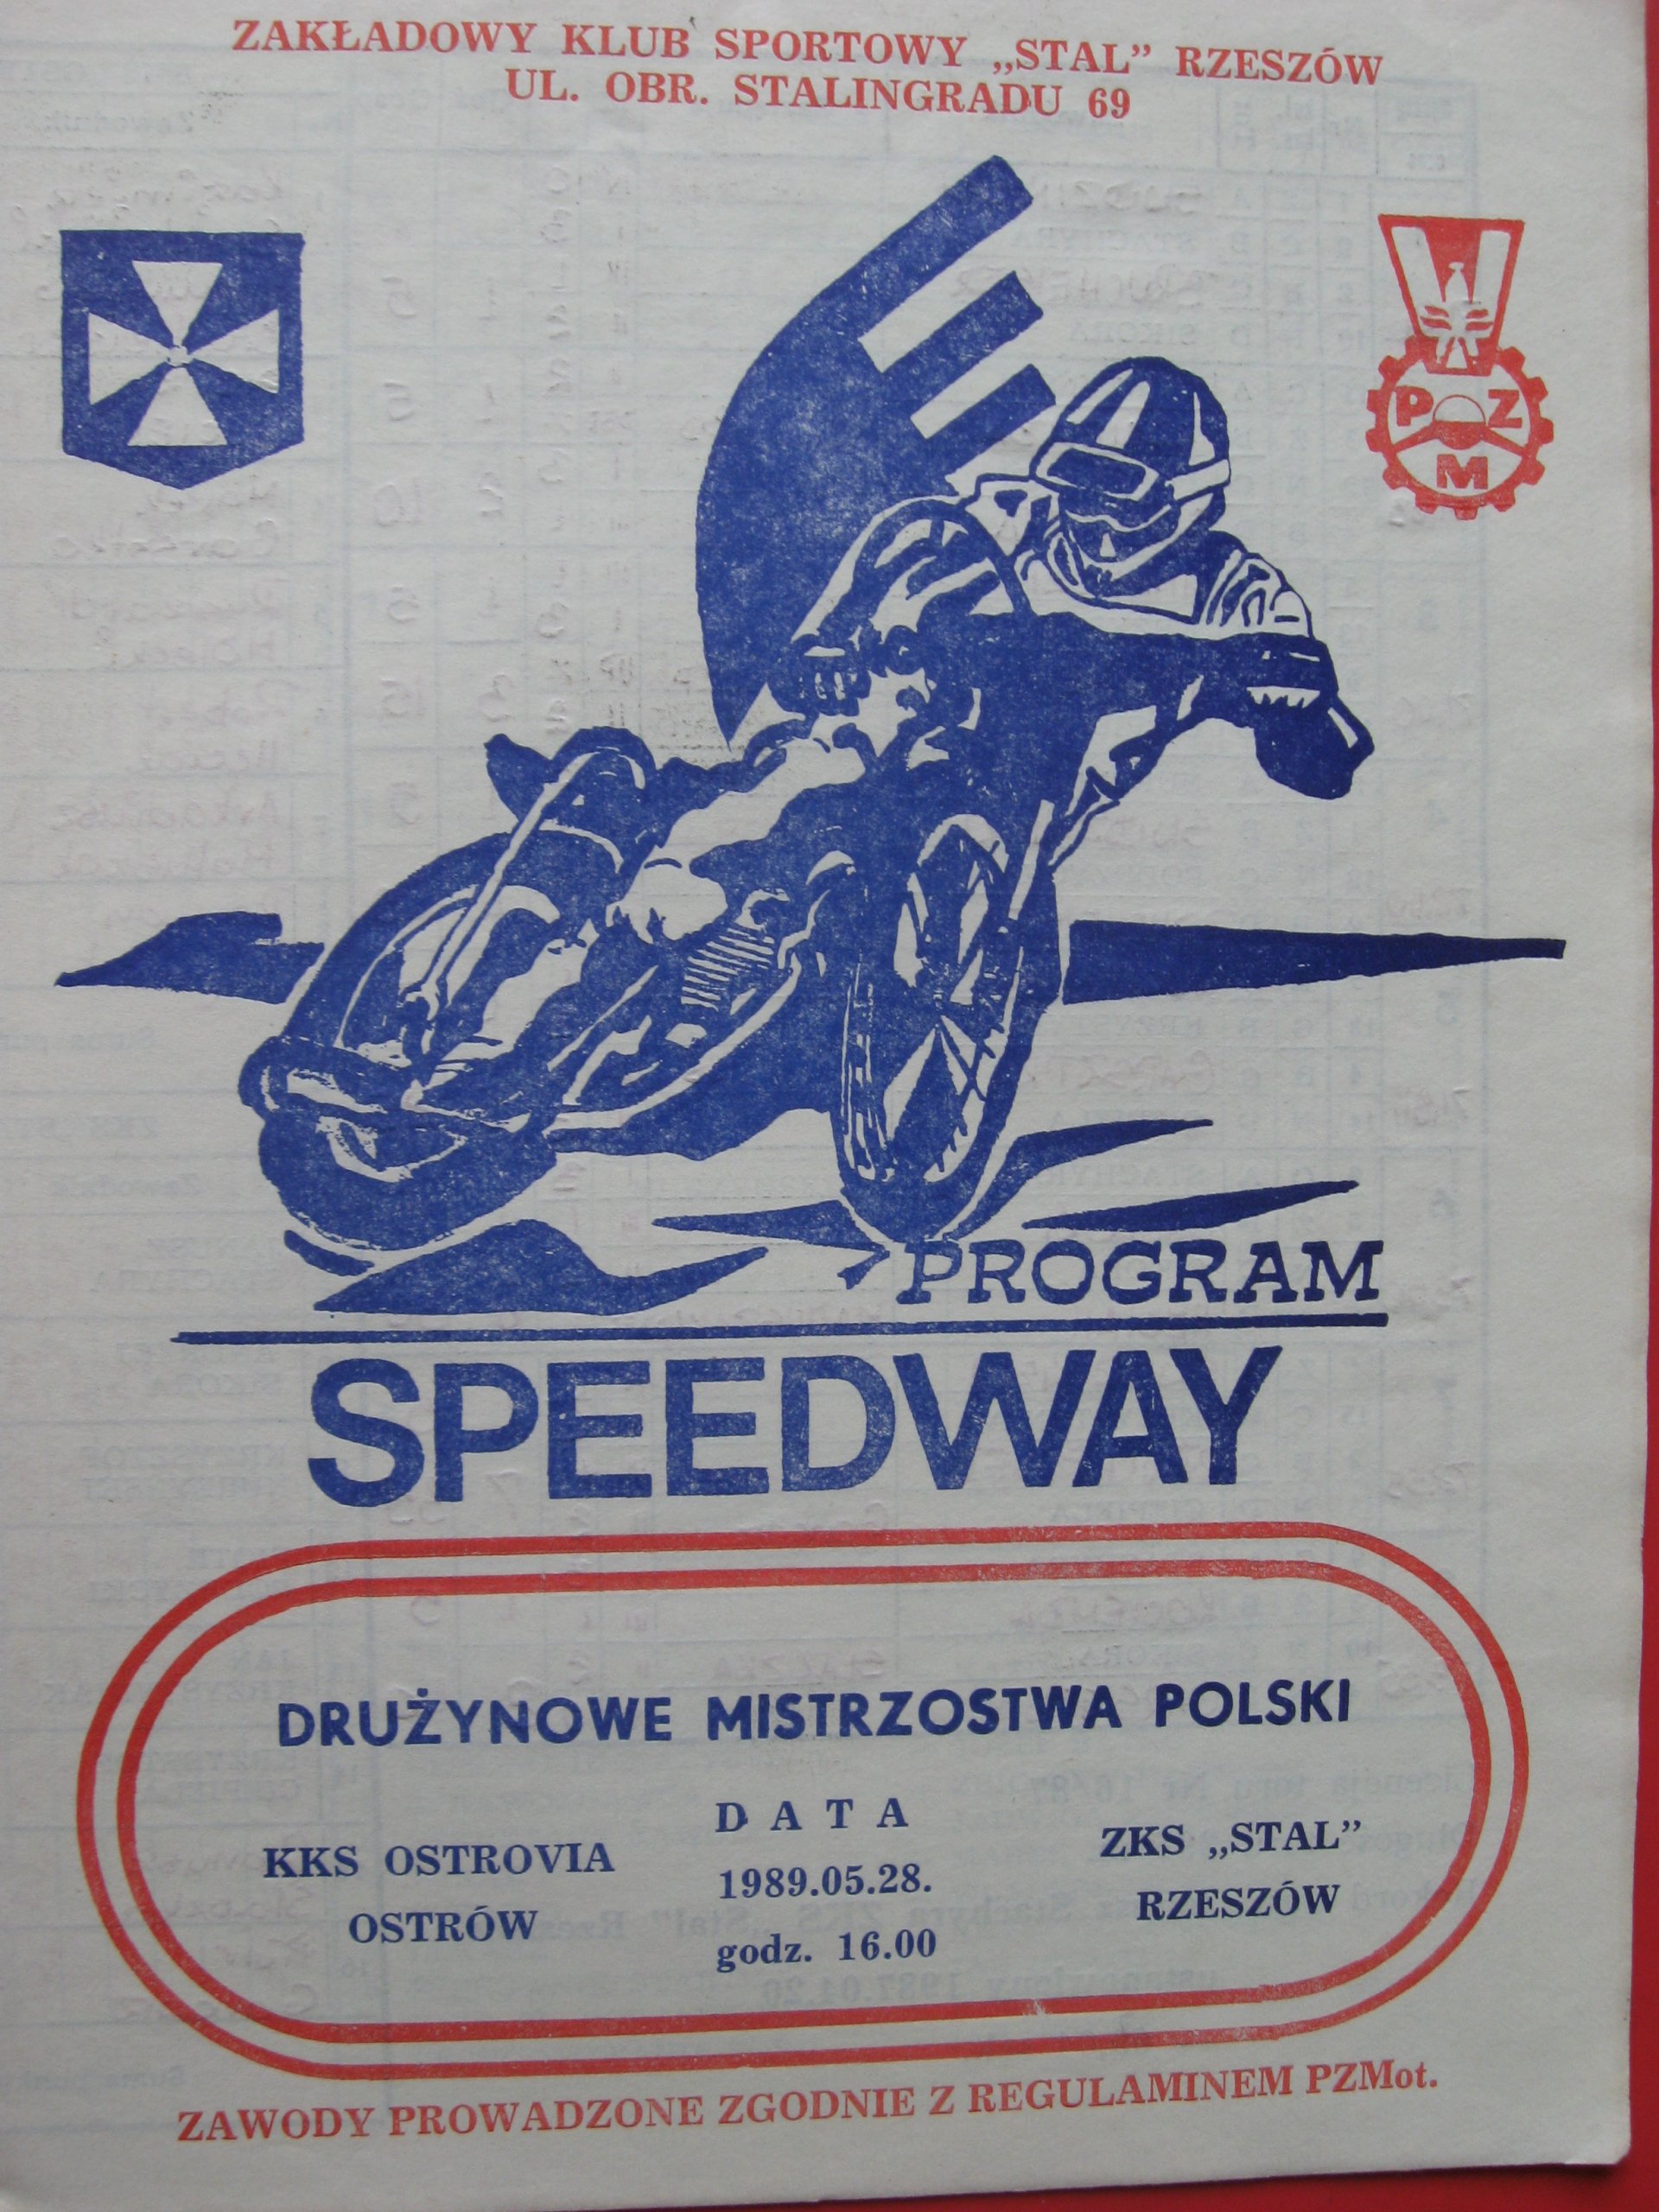 ZAKŁADOWY KLUB SPORTOWY „STAL” RZESZÓW
UL. OBR. STALINGRADU 69
P Z
M
PROGRAM
SPEEDWAY
DRUŻYNOWE MISTRZOSTWA POLSKI
DATA
KKS OSTROVIA
OSTRÓW
1989.05.28.
godz. 16.00
ZKS „STAL”
RZESZÓW
ZAWODY PROWADZONE ZGODNIE Z REGULAMINEM PZMot.